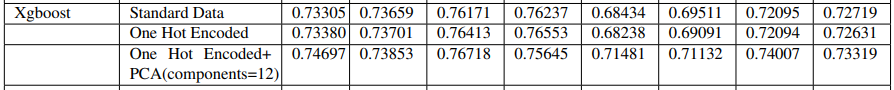 Xgboost Standard Data 0.73305 0.73659 0.76171 0.76237 0.68434 0.69511 0.72095 0.72719
One Hot Encoded 0.73380 0.73701 0.76413 0.76553 0.68238 0.69091 0.72094 0.72631
One Hot Encoded+ 0.74697 0.73853 0.76718 0.75645 0.71481 0.71132 0.74007 0.73319
PCA(components=12)